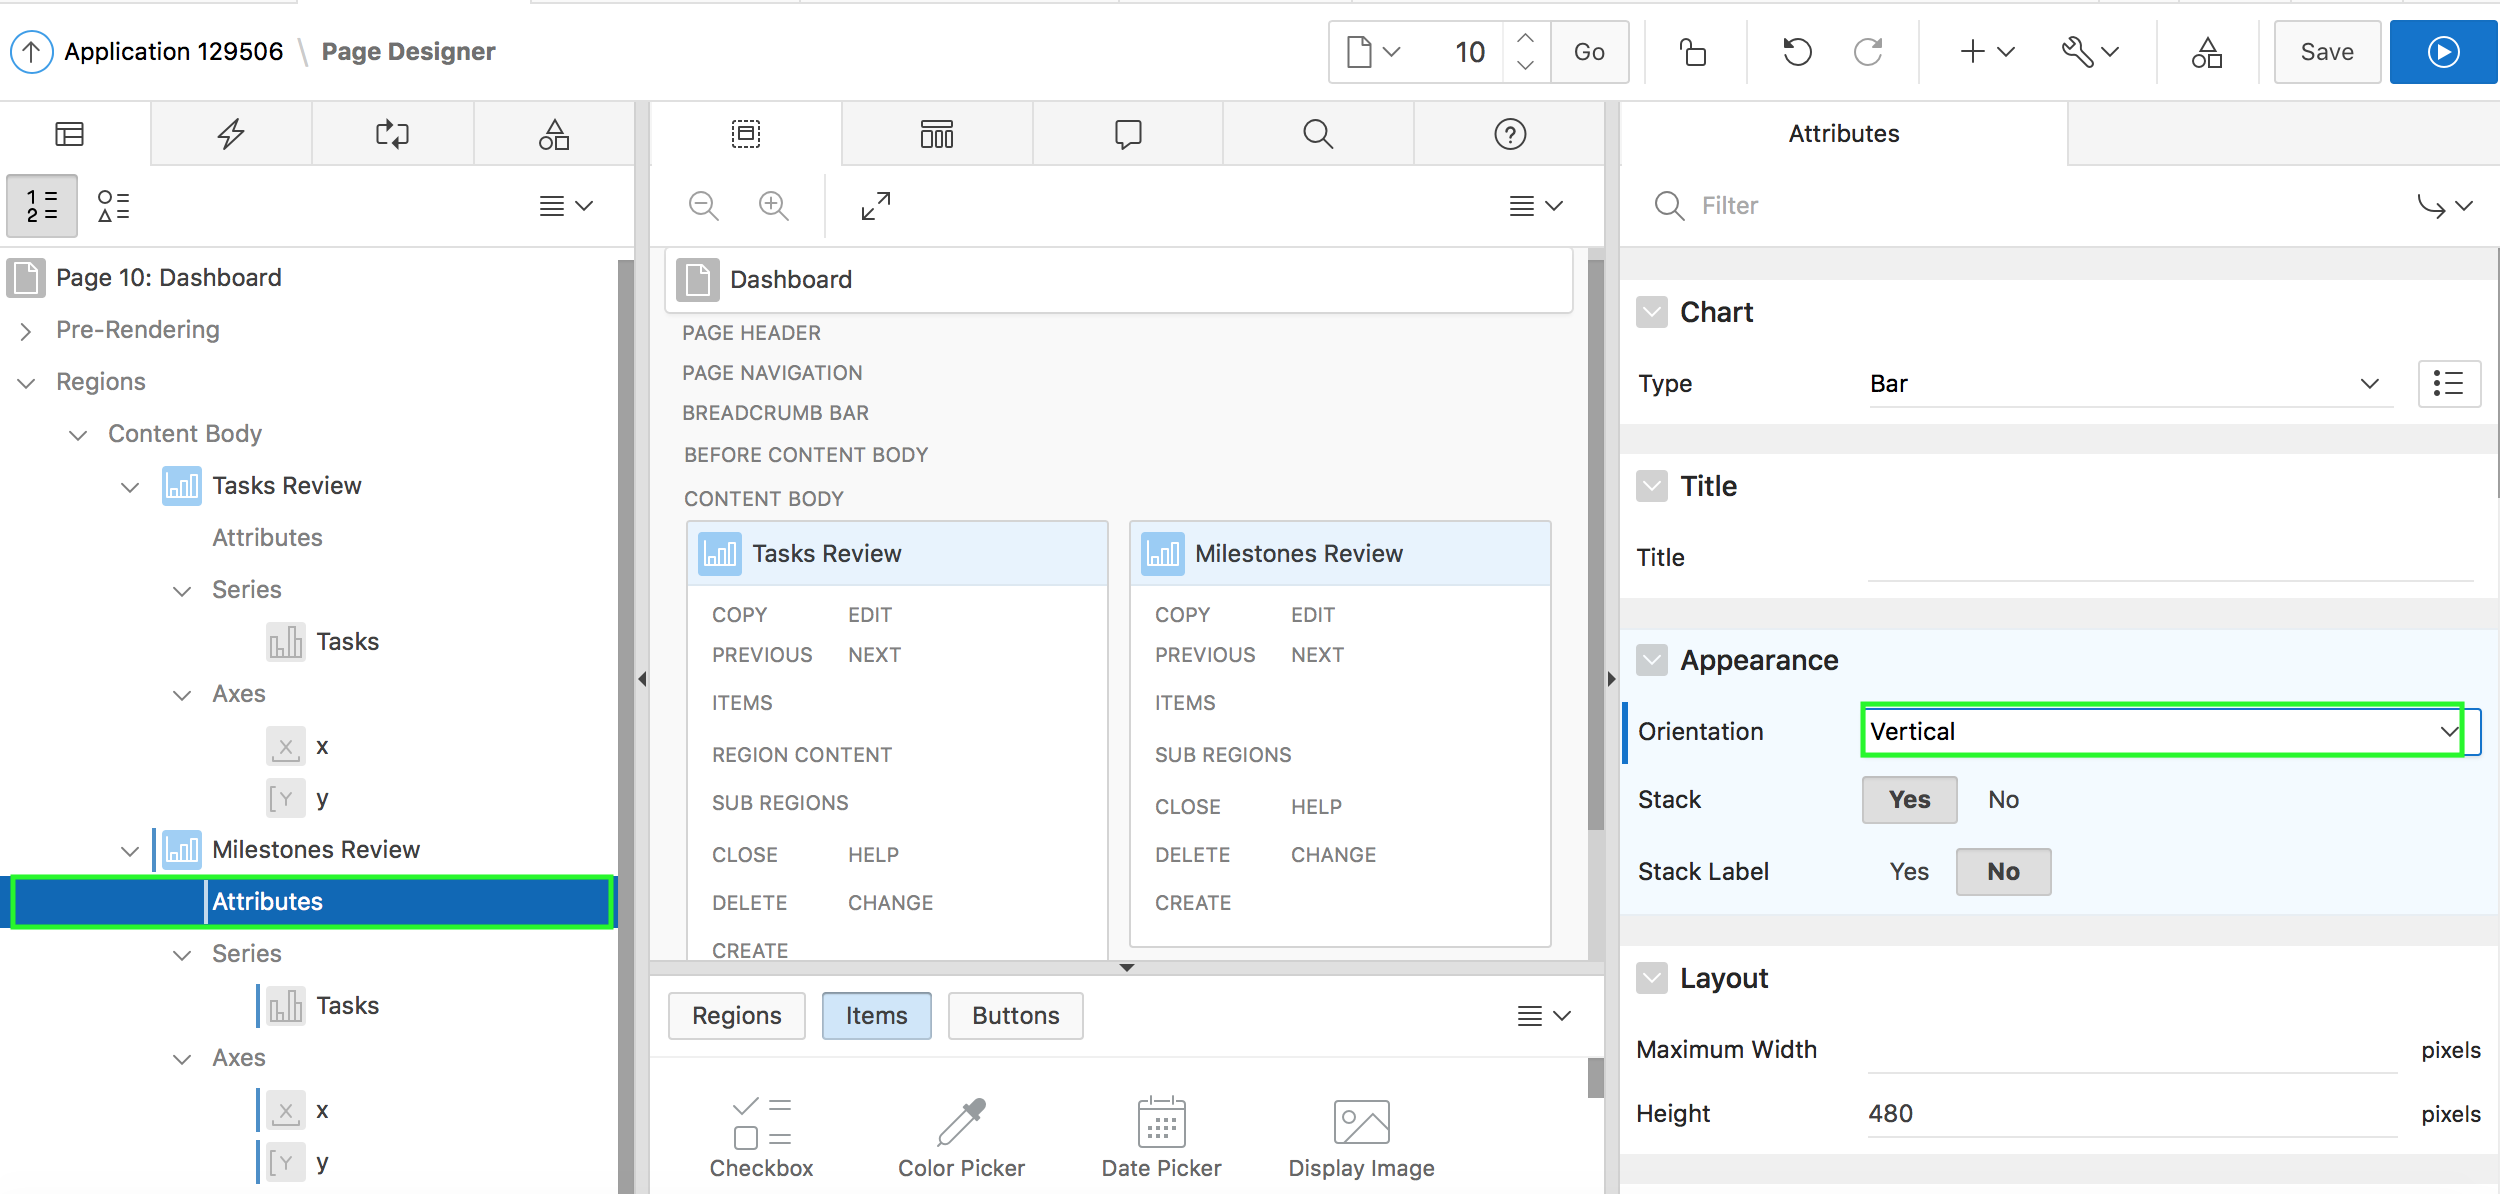 Application 129506 \ Page Designer
10
Go
Save
1
2
Page 10: Dashboard
Pre-Rendering
Regions
Content Body
Tasks Review
Attributes
Series
Tasks
Axes
x
y
Milestones Review
Attributes
Series
Tasks
Axes
x
y
Dashboard
PAGE HEADER
PAGE NAVIGATION
BREADCRUMB BAR
BEFORE CONTENT BODY
CONTENT BODY
Tasks Review
COPY EDIT
PREVIOUS NEXT
ITEMS
REGION CONTENT
SUB REGIONS
CLOSE HELP
DELETE CHANGE
CREATE
Milestones Review
COPY EDIT
PREVIOUS NEXT
ITEMS
SUB REGIONS
CLOSE HELP
DELETE CHANGE
CREATE
Regions Items Buttons
Checkbox Color Picker Date Picker Display Image
Attributes
Filter
Chart
Type Bar
Title
Title
Appearance
Orientation Vertical
Stack Yes No
Stack Label Yes No
Layout
Maximum Width pixels
Height 480 pixels